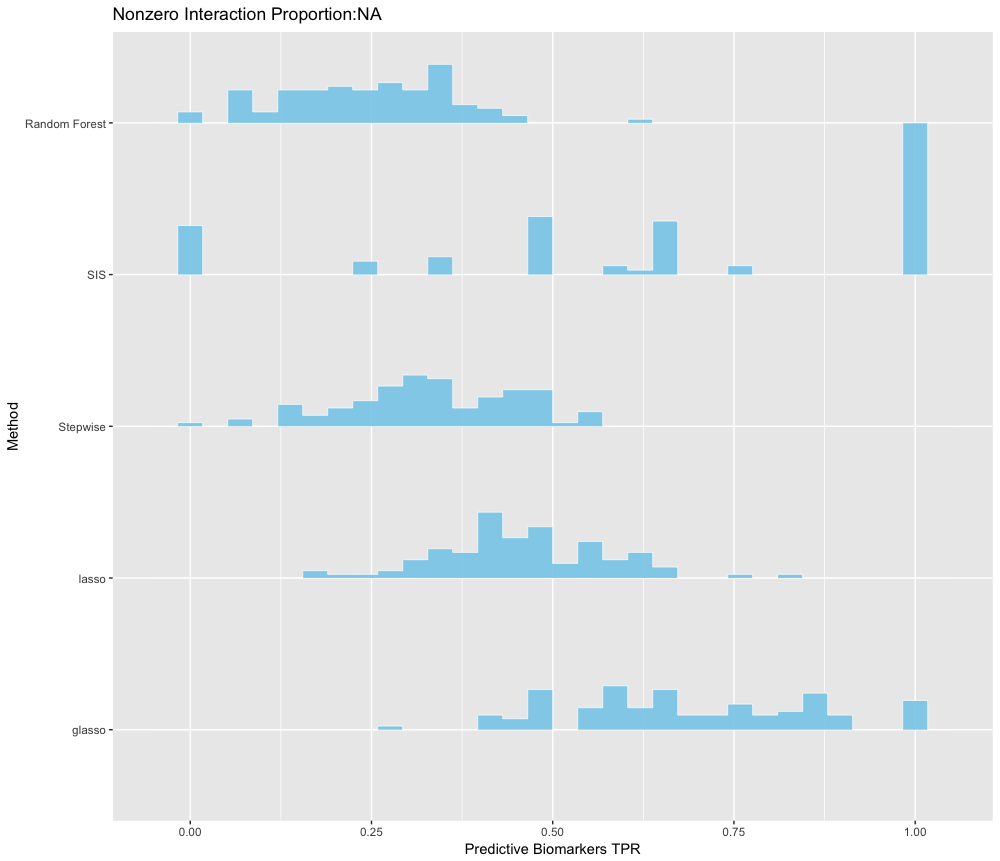 Nonzero Interaction Proportion:NA
Random Forest
SIS
Stepwise
lasso
glasso
Method
0.00 0.25 0.50 0.75 1.00
Predictive Biomarkers TPR